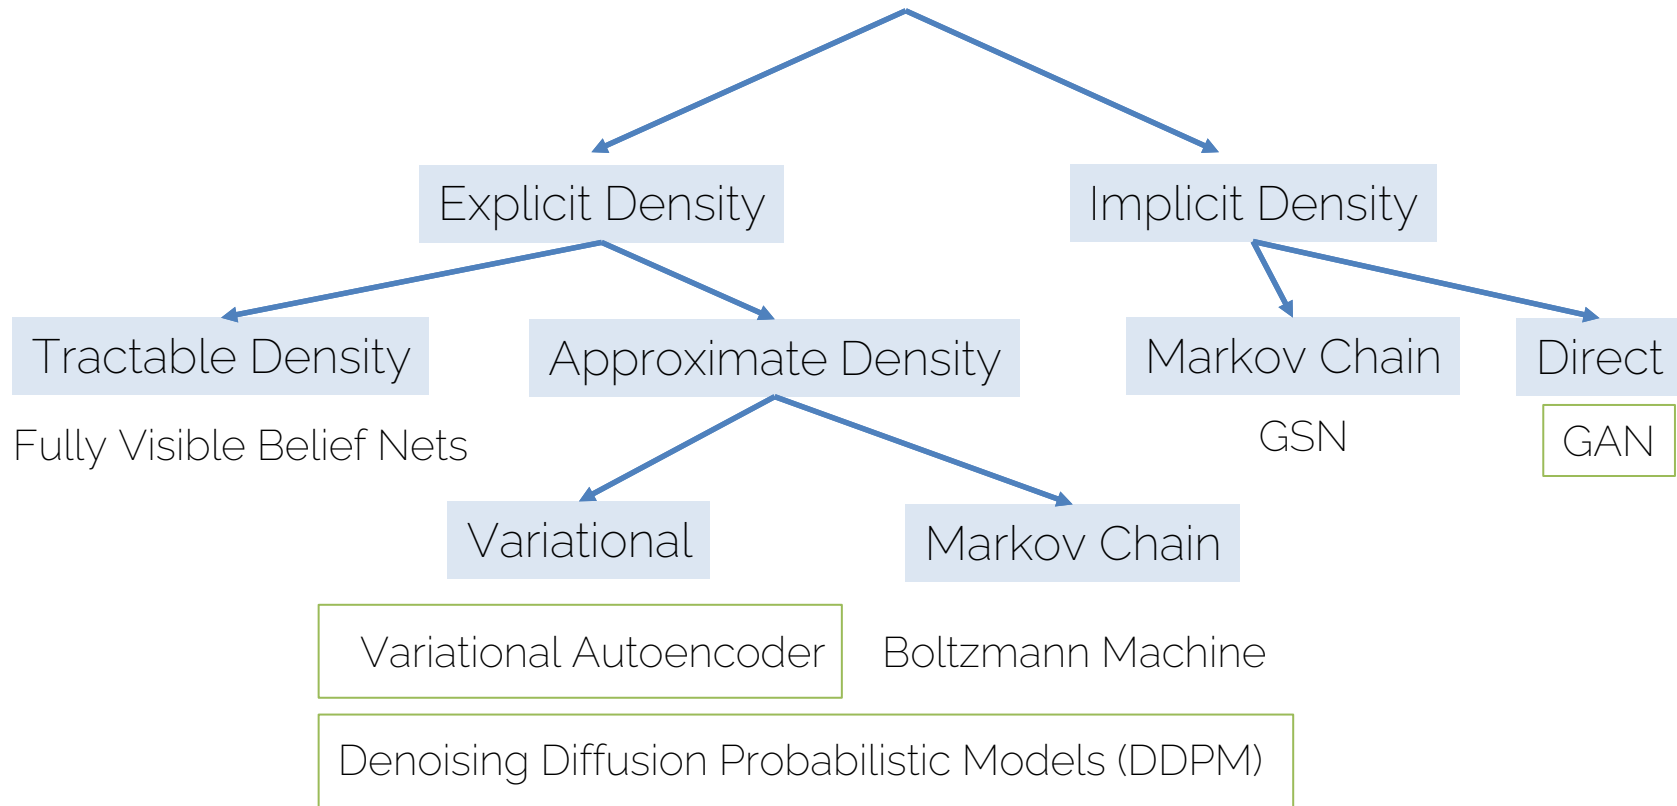 Explicit Density
Implicit Density
Tractable Density
Approximate Density
Markov Chain
Direct
Fully Visible Belief Nets
GSN
GAN
Variational
Markov Chain
Variational Autoencoder
Boltzmann Machine
Denoising Diffusion Probabilistic Models (DDPM)